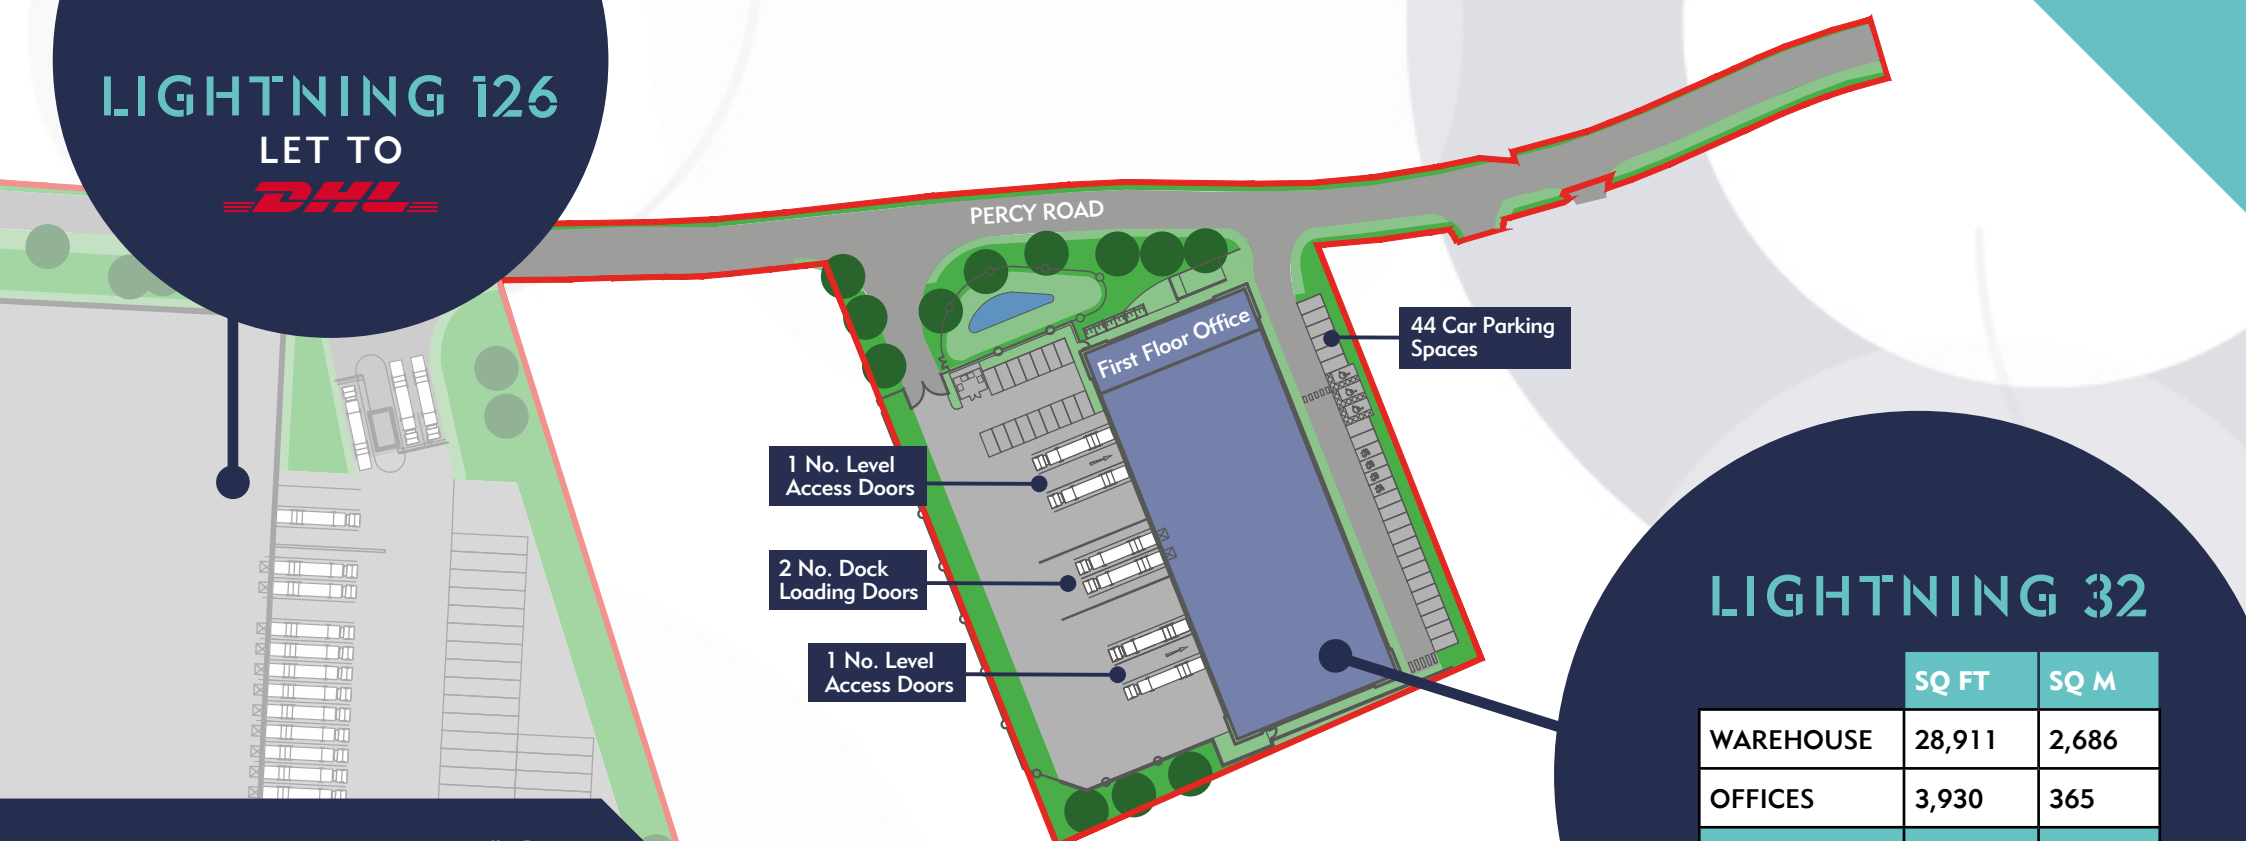 LIGHTNING 126
LET TO
DHL
PERCY ROAD
First Floor Office
44 Car Parking
Spaces
1 No. Level
Access Doors
2 No. Dock
Loading Doors
1 No. Level
Access Doors
LIGHTNING 32
SQ FT SQ M
WAREHOUSE 28,911 2,686
OFFICES 3,930 365